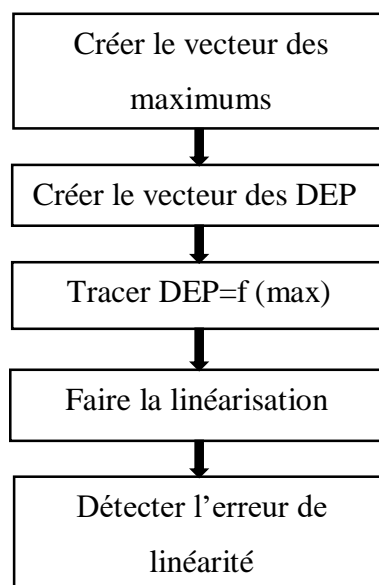 Créer le vecteur des
maximums
Créer le vecteur des DEP
Tracer DEP=f (max)
Faire la linéarisation
Détecter l’erreur de
linéarité